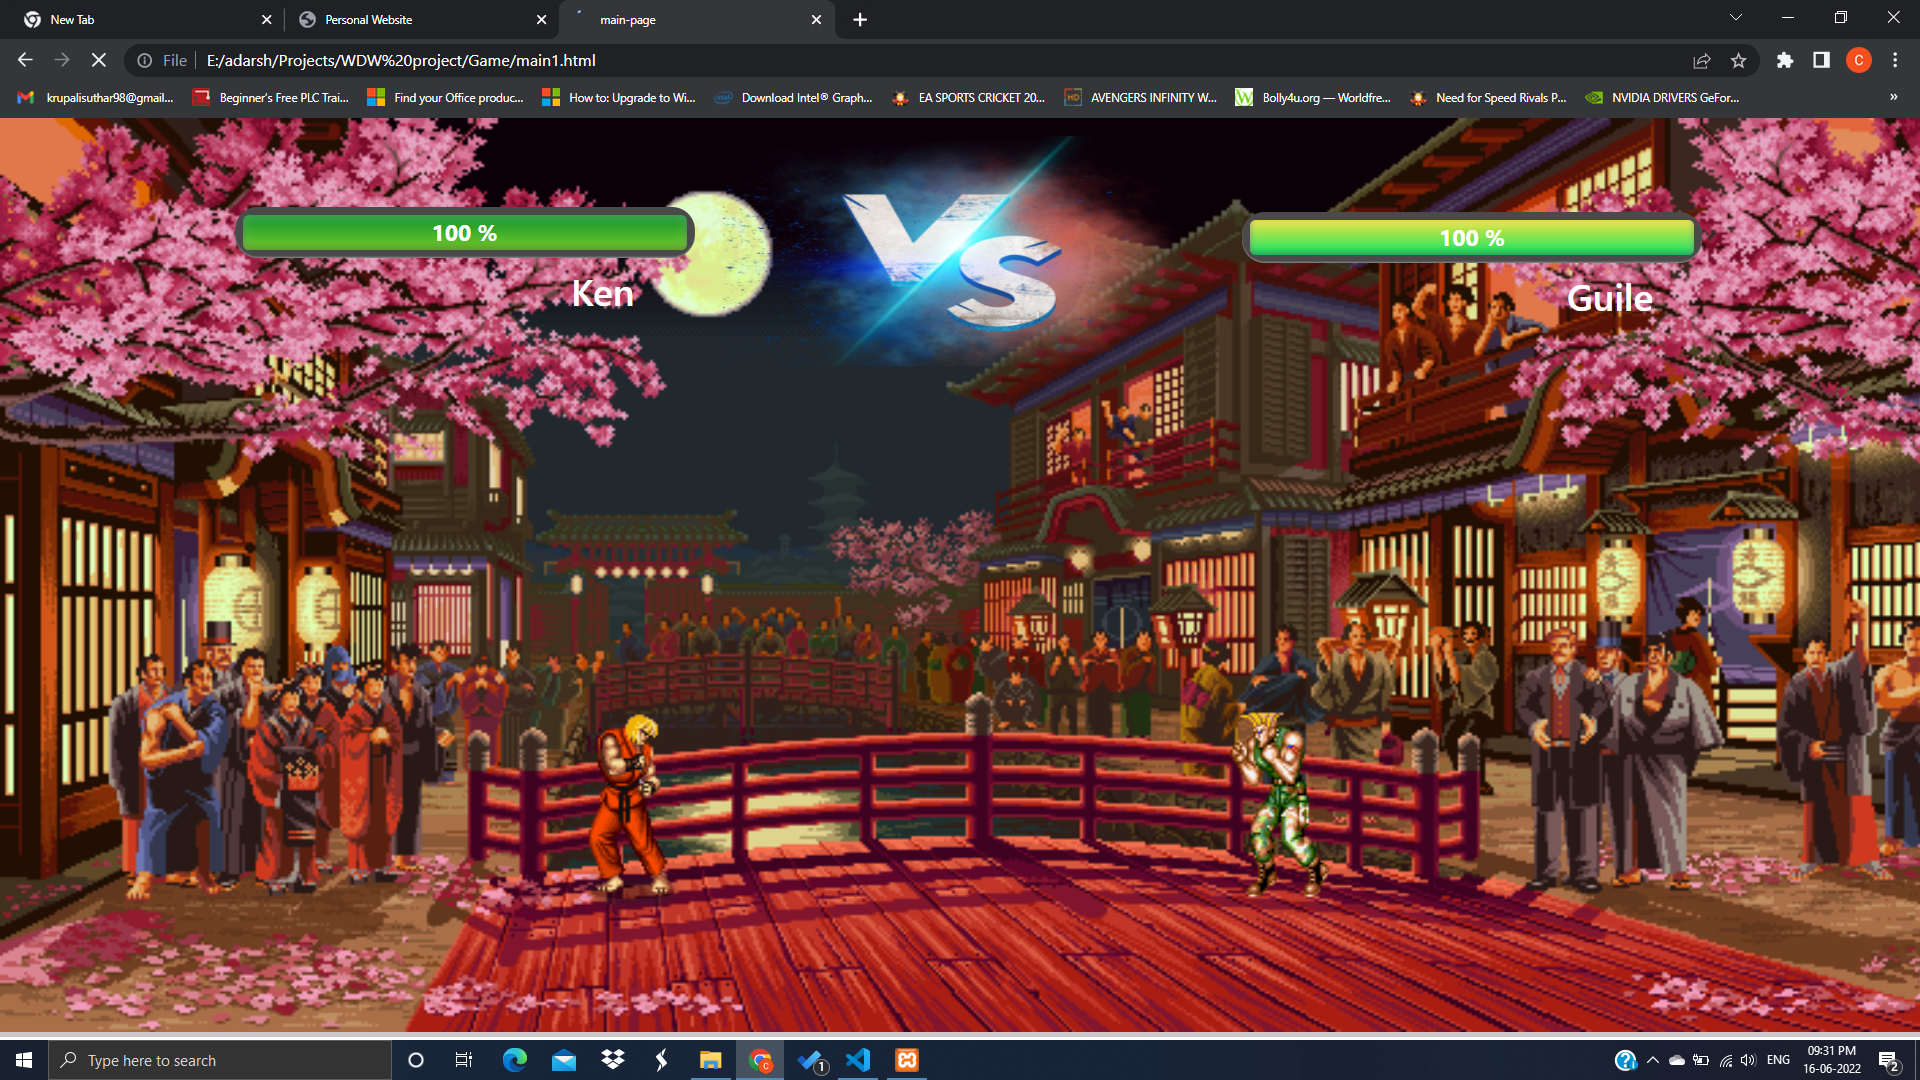 New Tab
Personal Website
main-page
File
E:/adarsh/Projects/WDW%20project/Game/main1.html
C
krupalisuthar98@gmail...
Beginner's Free PLC Trai...
Find your Office produc...
How to: Upgrade to Wi...
Download Intel® Graph...
EA SPORTS CRICKET 20...
AVENGERS INFINITY W...
Bolly4u.org — Worldfre...
Need for Speed Rivals P...
NVIDIA DRIVERS GeFor...
»
100 %
VS
100 %
Ken
Guile
Type here to search
1
ENG
09:31 PM
16-06-2022
2